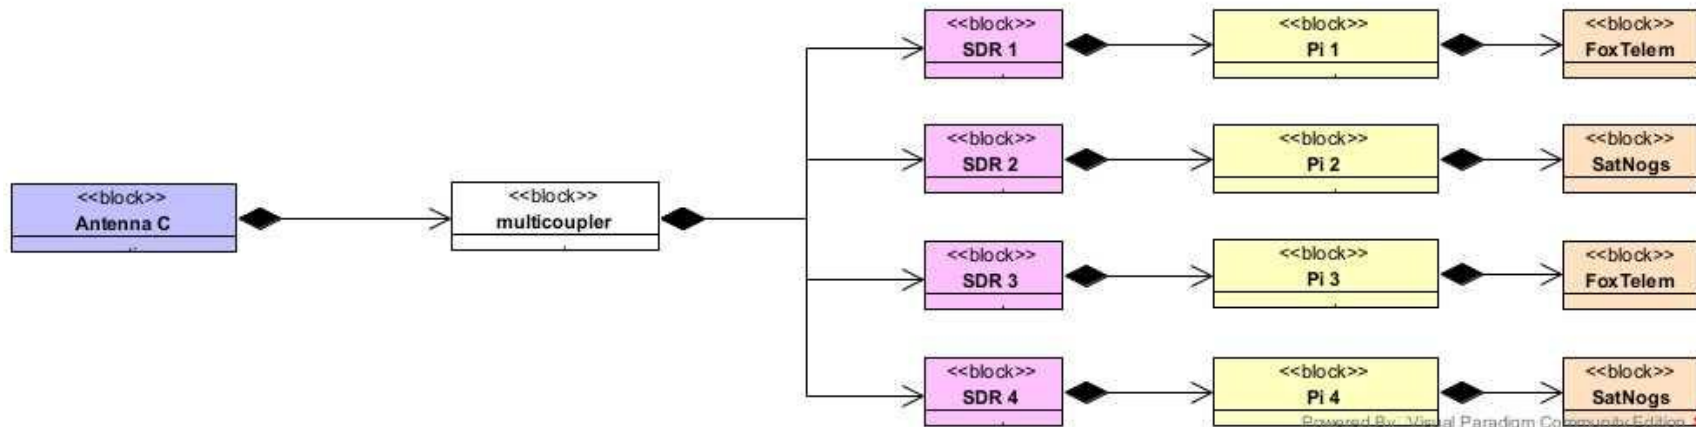 <<block>>
SDR 1
<<block>>
Pi 1
<<block>>
FoxTelem
<<block>>
SDR 2
<<block>>
Pi 2
<<block>>
SatNogs
<<block>>
Antenna C
<<block>>
multicoupler
<<block>>
SDR 3
<<block>>
Pi 3
<<block>>
FoxTelem
<<block>>
SDR 4
<<block>>
Pi 4
<<block>>
SatNogs
Powered By Visual Paradigm Community Edition